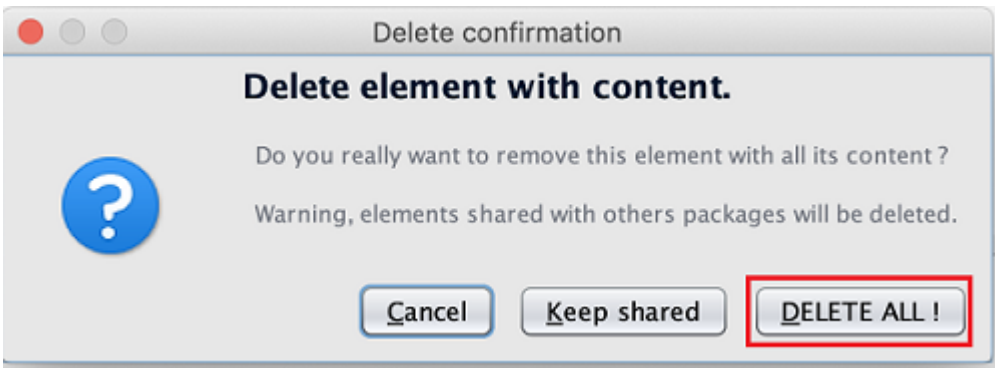 Delete confirmation
Delete element with content.
Do you really want to remove this element with all its content ?
Warning, elements shared with others packages will be deleted.
Cancel Keep shared DELETE ALL !